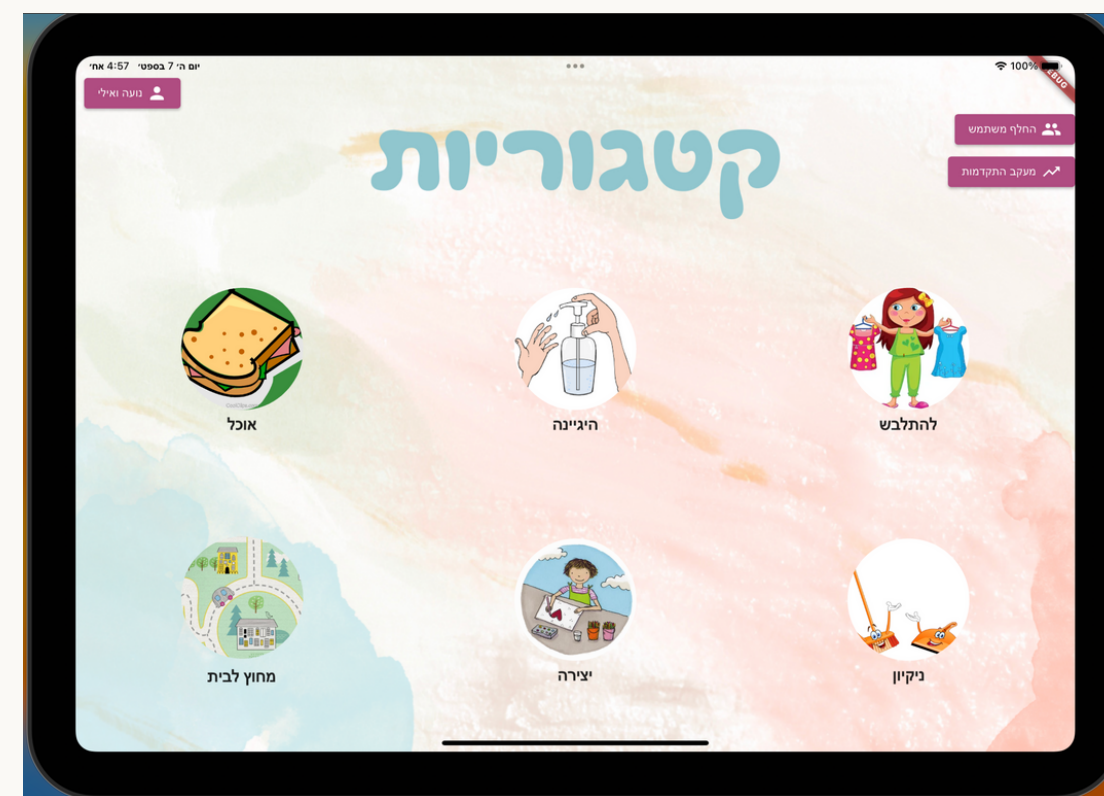 יום ה׳ 7 בספט׳ 4:57 אח׳
100%
נועה ואילי
החלף משתמש
מעקב התקדמות
קטגוריות
להתלבש
היגיינה
אוכל
ניקיון
יצירה
מחוץ לבית